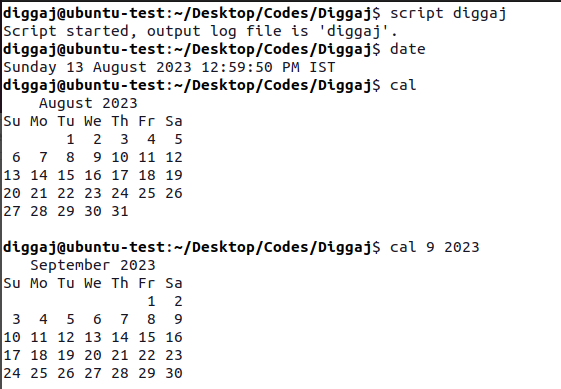 diggaj@ubuntu-test:~/Desktop/Codes/Diggaj$ script diggaj
Script started, output log file is 'diggaj'.
diggaj@ubuntu-test:~/Desktop/Codes/Diggaj$ date
Sunday 13 August 2023 12:59:50 PM IST
diggaj@ubuntu-test:~/Desktop/Codes/Diggaj$ cal
    August 2023
Su Mo Tu We Th Fr Sa
       1  2  3  4  5
 6  7  8  9 10 11 12
13 14 15 16 17 18 19
20 21 22 23 24 25 26
27 28 29 30 31
diggaj@ubuntu-test:~/Desktop/Codes/Diggaj$ cal 9 2023
   September 2023
Su Mo Tu We Th Fr Sa
                1  2
 3  4  5  6  7  8  9
10 11 12 13 14 15 16
17 18 19 20 21 22 23
24 25 26 27 28 29 30